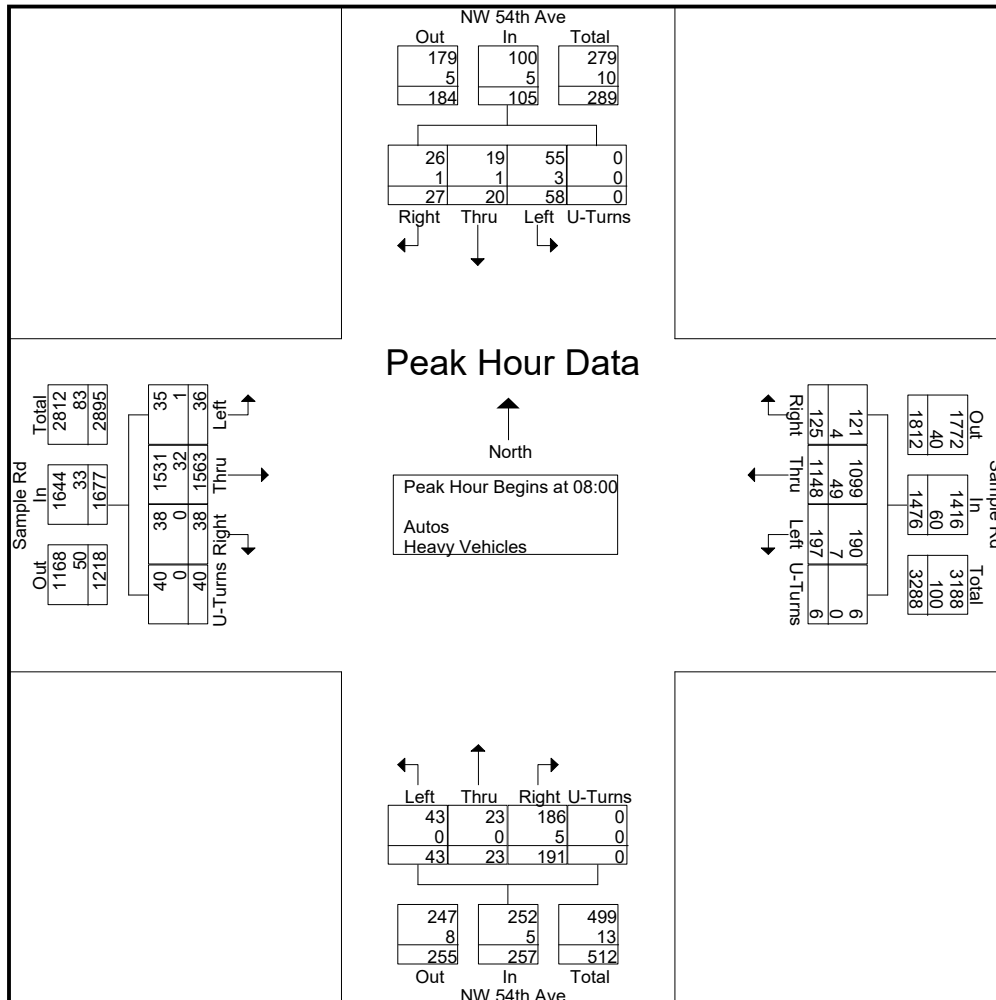 NW 54th Ave
Out In Total
179 100 279
5 5 10
184 105 289
26 19 55 0
1 1 3 0
27 20 58 0
Right Thru Left U-Turns
Peak Hour Data
North
Peak Hour Begins at 08:00
Autos
Heavy Vehicles
Sample Rd
Out In Total
1168 1644 2812
50 33 83
1218 1677 2895
40 38 1531 35
0 0 32 1
40 38 1563 36
U-Turns Right Thru Left
Sample Rd
Out In Total
1772 1416 3188
40 60 100
1812 1476 3288
121 1099 190 6
4 49 7 0
125 1148 197 6
Right Thru Left U-Turns
Left Thru Right U-Turns
43 23 186 0
0 0 5 0
43 23 191 0
247 252 499
8 5 13
255 257 512
Out In Total
NW 54th Ave